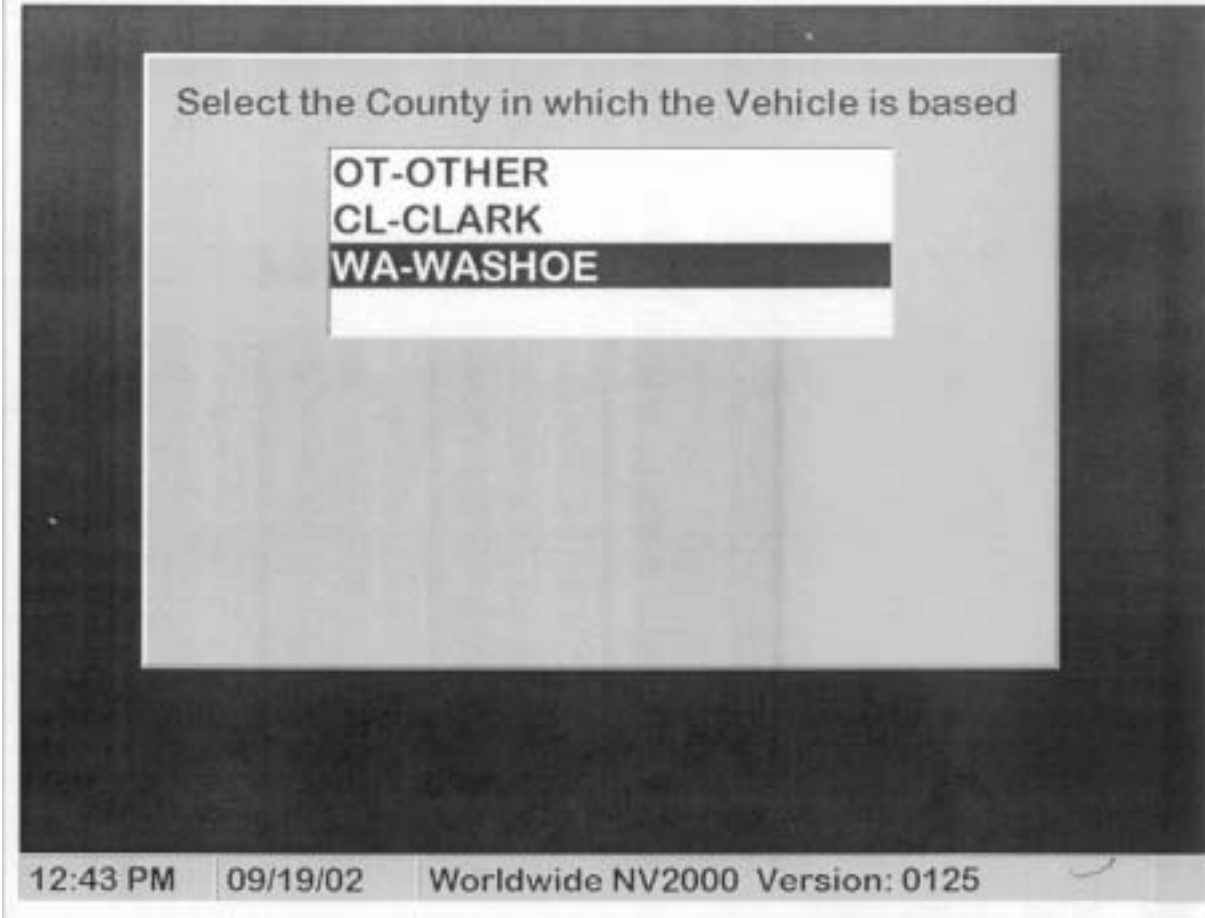 Select the County in which the Vehicle is based
OT-OTHER
CL-CLARK
WA-WASHOE
12:43 PM 09/19/02 Worldwide NV2000 Version: 0125